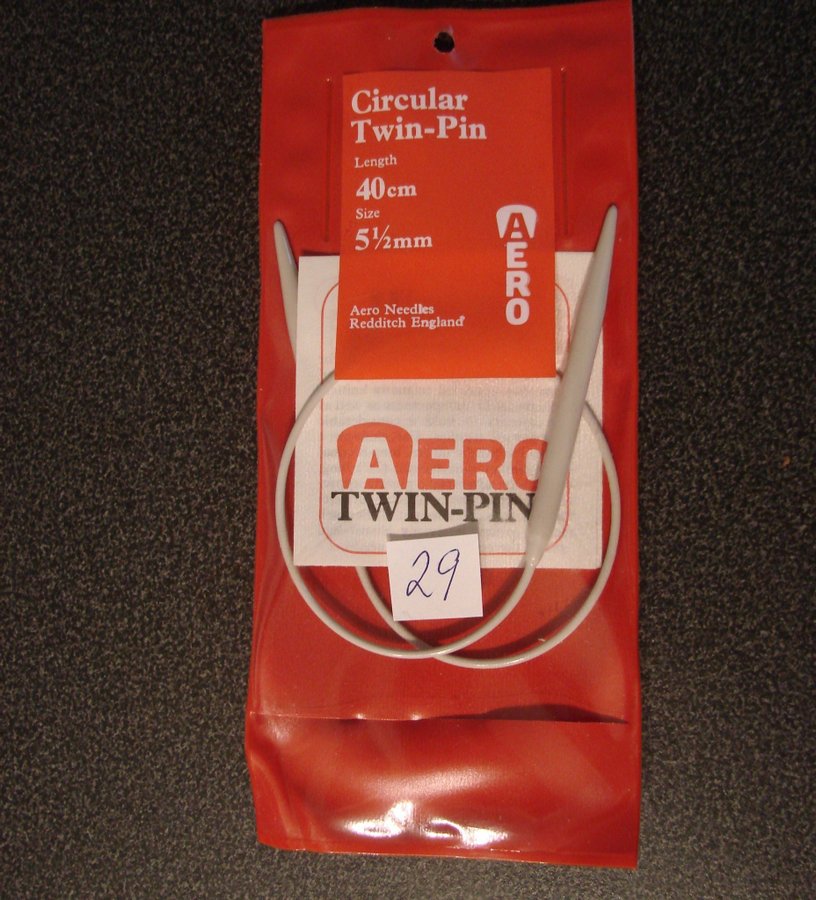 Circular
Twin-Pin
Length
40cm
Size
5½mm
AERO
Aero Needles
Redditch England
AERO
TWIN-PIN
29